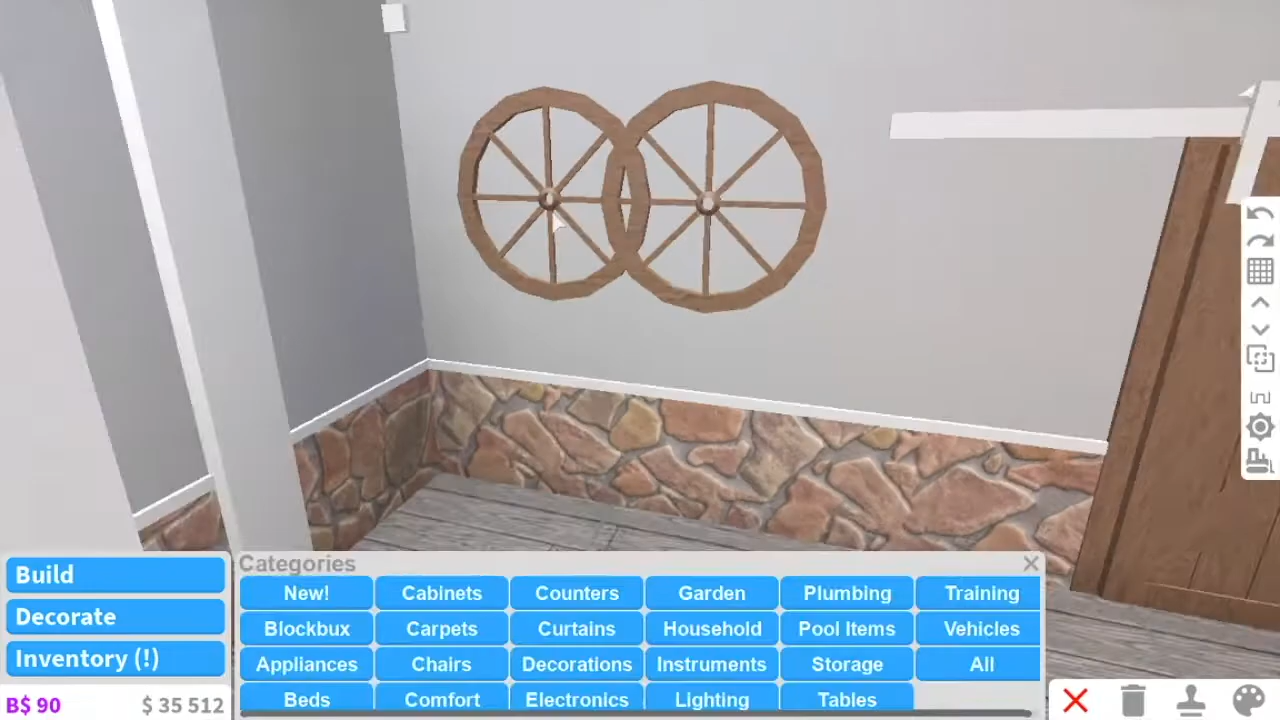 Categories
Build
Decorate
Inventory (!)
B$ 90 $ 35 512
New! Cabinets Counters Garden Plumbing Training
Blockbux Carpets Curtains Household Pool Items Vehicles
Appliances Chairs Decorations Instruments Storage All
Beds Comfort Electronics Lighting Tables